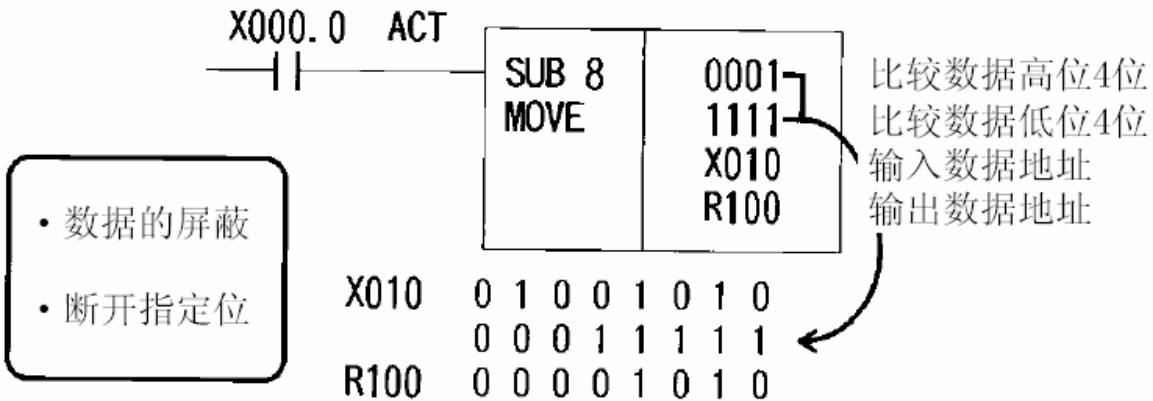 X000.0 ACT
SUB 8 0001 比较数据高位4位
MOVE 1111 比较数据低位4位
X010 输入数据地址
R100 输出数据地址
·数据的屏蔽
·断开指定位
X010 0 1 0 0 1 0 1 0
0 0 0 1 1 1 1 1
R100 0 0 0 0 1 0 1 0